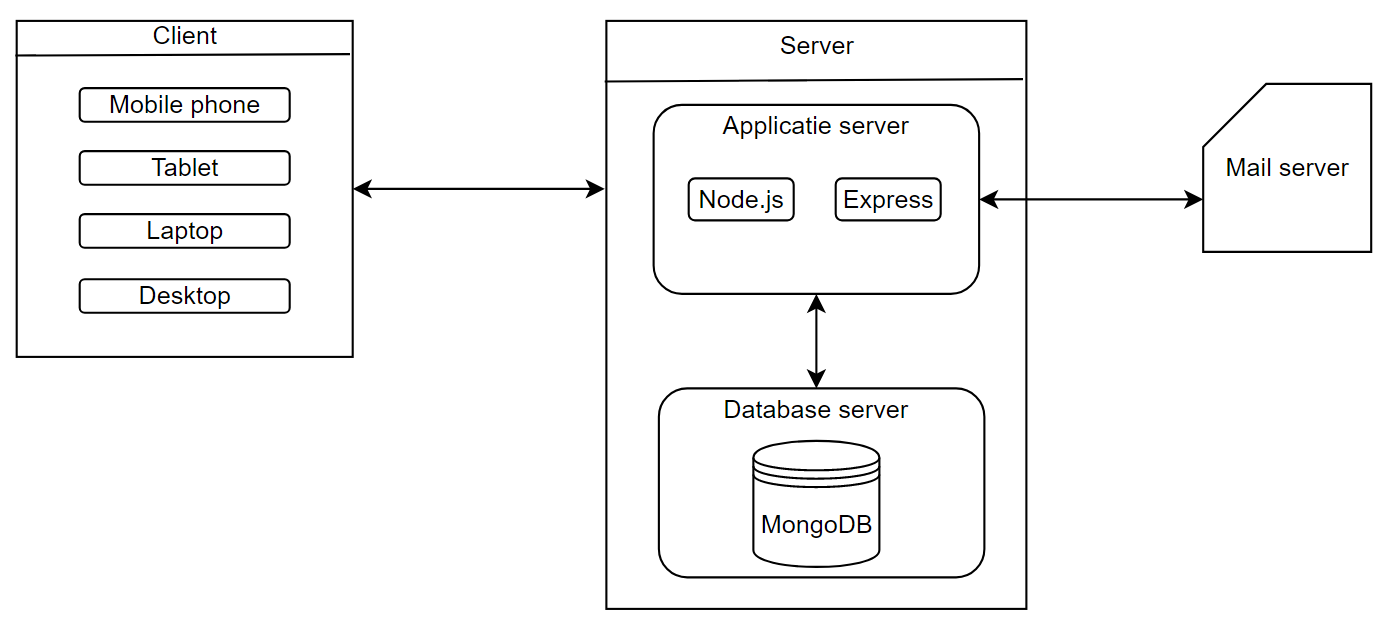 Client
Mobile phone
Tablet
Laptop
Desktop
Server
Applicatie server
Node.js
Express
Database server
MongoDB
Mail server